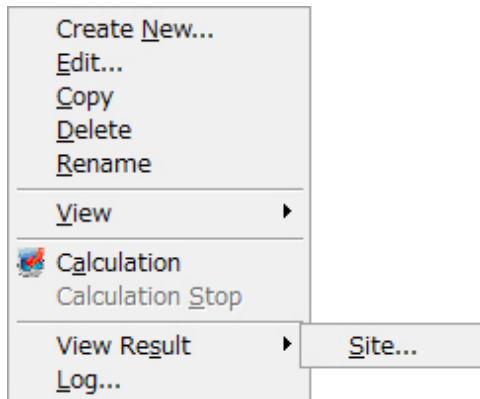 Create New...
Edit...
Copy
Delete
Rename
View
Calculation
Calculation Stop
View Result
Site...
Log...